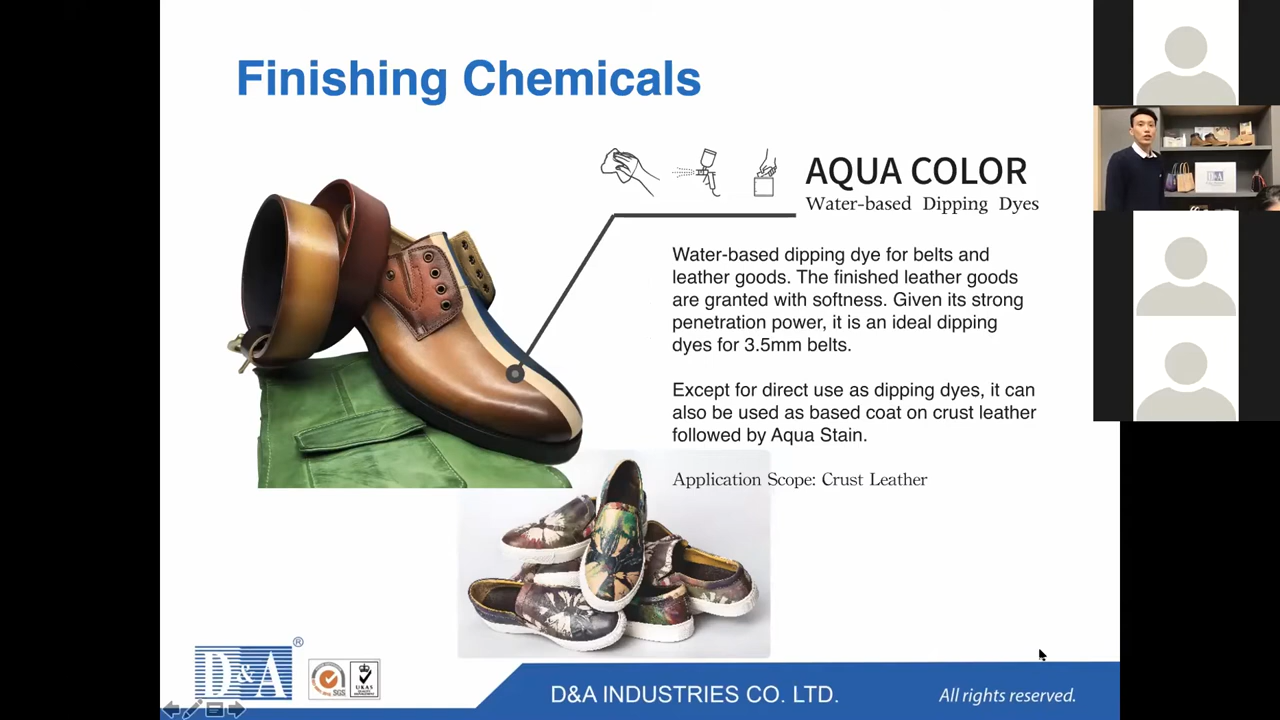 Finishing Chemicals
AQUA COLOR
Water-based Dipping Dyes
Water-based dipping dye for belts and
leather goods. The finished leather goods
are granted with softness. Given its strong
penetration power, it is an ideal dipping
dyes for 3.5mm belts.
Except for direct use as dipping dyes, it can
also be used as based coat on crust leather
followed by Aqua Stain.
Application Scope: Crust Leather
D&A
®
SGS
UKAS
D&A INDUSTRIES CO. LTD.
All rights reserved.
D&A